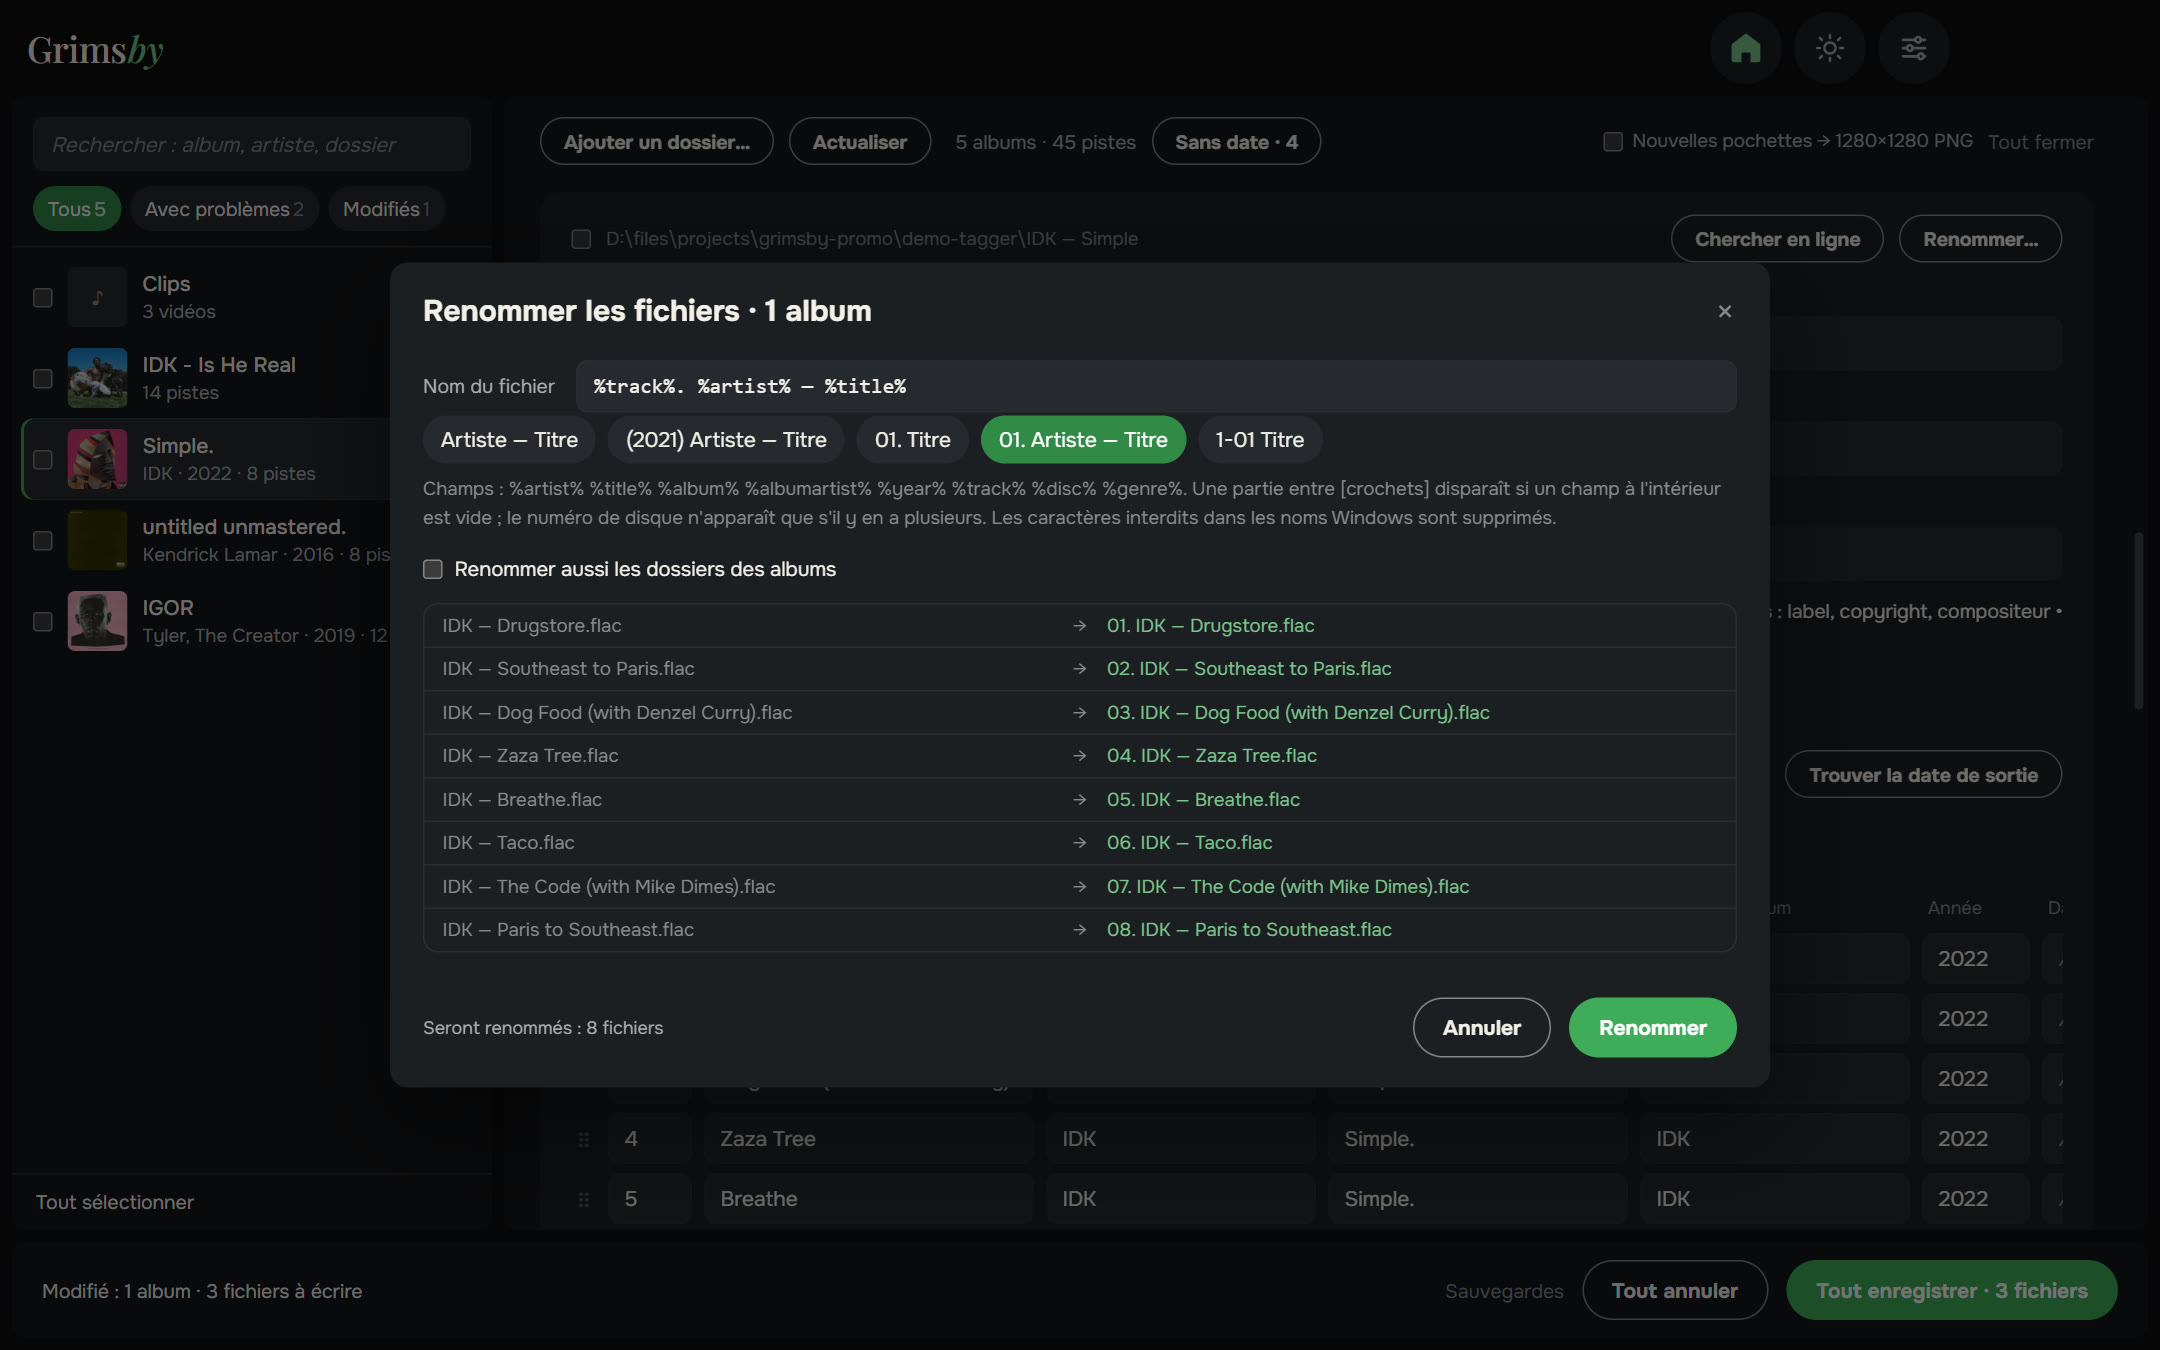 Grimsby
Rechercher : album, artiste, dossier
Tous 5
Avec problèmes 2
Modifiés 1
Clips
3 vidéos
IDK - Is He Real
14 pistes
Simple.
IDK · 2022 · 8 pistes
untitled unmastered.
Kendrick Lamar · 2016 · 8 pis
IGOR
Tyler, The Creator · 2019 · 12
Tout sélectionner
Ajouter un dossier...
Actualiser
5 albums · 45 pistes
Sans date · 4
Nouvelles pochettes → 1280×1280 PNG
Tout fermer
D:\files\projects\grimsby-promo\demo-tagger\IDK — Simple
Chercher en ligne
Renommer...
Renommer les fichiers · 1 album
×
Nom du fichier
%track%. %artist% — %title%
Artiste — Titre
(2021) Artiste — Titre
01. Titre
01. Artiste — Titre
1-01 Titre
Champs : %artist% %title% %album% %albumartist% %year% %track% %disc% %genre%. Une partie entre [crochets] disparaît si un champ à l'intérieur
est vide ; le numéro de disque n'apparaît que s'il y en a plusieurs. Les caractères interdits dans les noms Windows sont supprimés.
Renommer aussi les dossiers des albums
IDK — Drugstore.flac → 01. IDK — Drugstore.flac
IDK — Southeast to Paris.flac → 02. IDK — Southeast to Paris.flac
IDK — Dog Food (with Denzel Curry).flac → 03. IDK — Dog Food (with Denzel Curry).flac
IDK — Zaza Tree.flac → 04. IDK — Zaza Tree.flac
IDK — Breathe.flac → 05. IDK — Breathe.flac
IDK — Taco.flac → 06. IDK — Taco.flac
IDK — The Code (with Mike Dimes).flac → 07. IDK — The Code (with Mike Dimes).flac
IDK — Paris to Southeast.flac → 08. IDK — Paris to Southeast.flac
Seront renommés : 8 fichiers
Annuler
Renommer
: label, copyright, compositeur •
Trouver la date de sortie
um Année Da
2022
2022
2022
4 Zaza Tree IDK Simple. IDK 2022
5 Breathe IDK Simple. IDK 2022
Modifié : 1 album · 3 fichiers à écrire
Sauvegardes
Tout annuler
Tout enregistrer · 3 fichiers